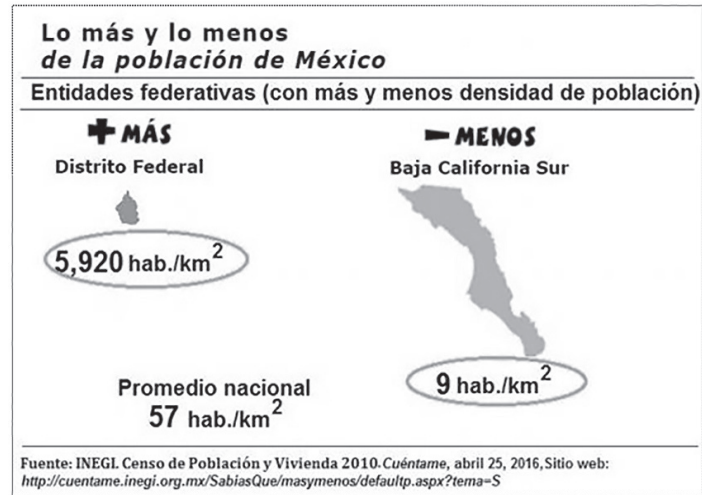 Lo más y lo menos
de la población de México
Entidades federativas (con más y menos densidad de población)
+ MÁS
Distrito Federal
5,920 hab./km²
− MENOS
Baja California Sur
9 hab./km²
Promedio nacional
57 hab./km²
Fuente: INEGI. Censo de Población y Vivienda 2010. Cuéntame, abril 25, 2016, Sitio web:
http://cuentame.inegi.org.mx/SabiasQue/masymenos/defaultp.aspx?tema=S